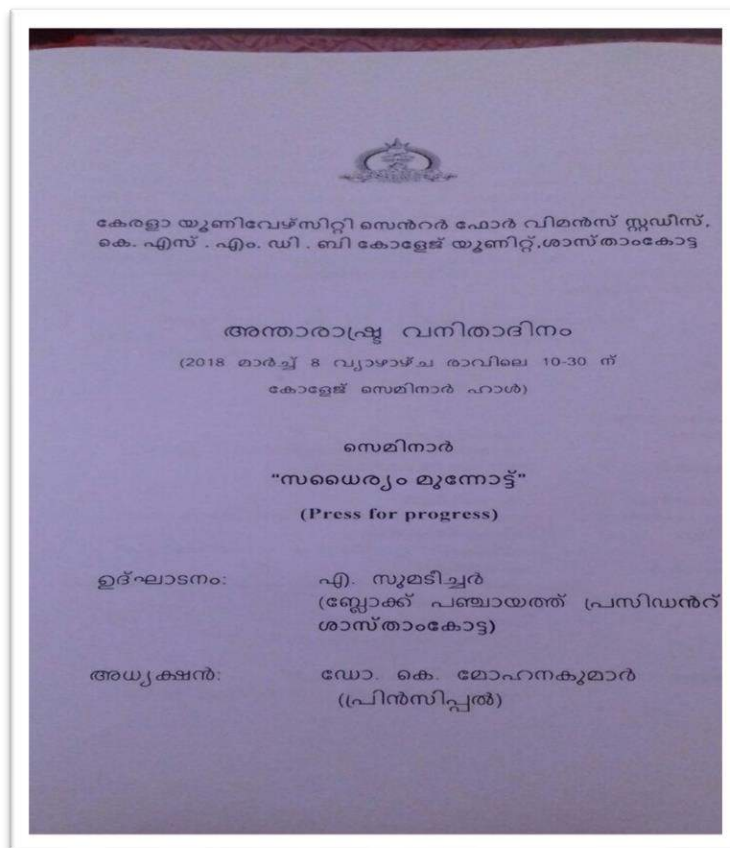 കേരളാ യൂണിവേഴ്സിറ്റി സെൻറർ ഫോർ വിമൻസ് സ്റ്റഡീസ്,
കെ. എസ് . എം. ഡി . ബി കോളേജ് യൂണിറ്റ്,ശാസ്താംകോട്ട
അന്താരാഷ്ട്ര വനിതാദിനം
(2018 മാർച്ച് 8 വ്യാഴാഴ്ച രാവിലെ 10-30 ന്
കോളേജ് സെമിനാർ ഹാൾ)
സെമിനാർ
"സധൈര്യം മുന്നോട്ട്"
(Press for progress)
ഉദ്ഘാടനം: എ. സുമടീച്ചർ
(ബ്ലോക്ക് പഞ്ചായത്ത് പ്രസിഡൻറ്
ശാസ്താംകോട്ട)
അധ്യക്ഷൻ: ഡോ. കെ. മോഹനകുമാർ
((പ്രിൻസിപ്പൽ)